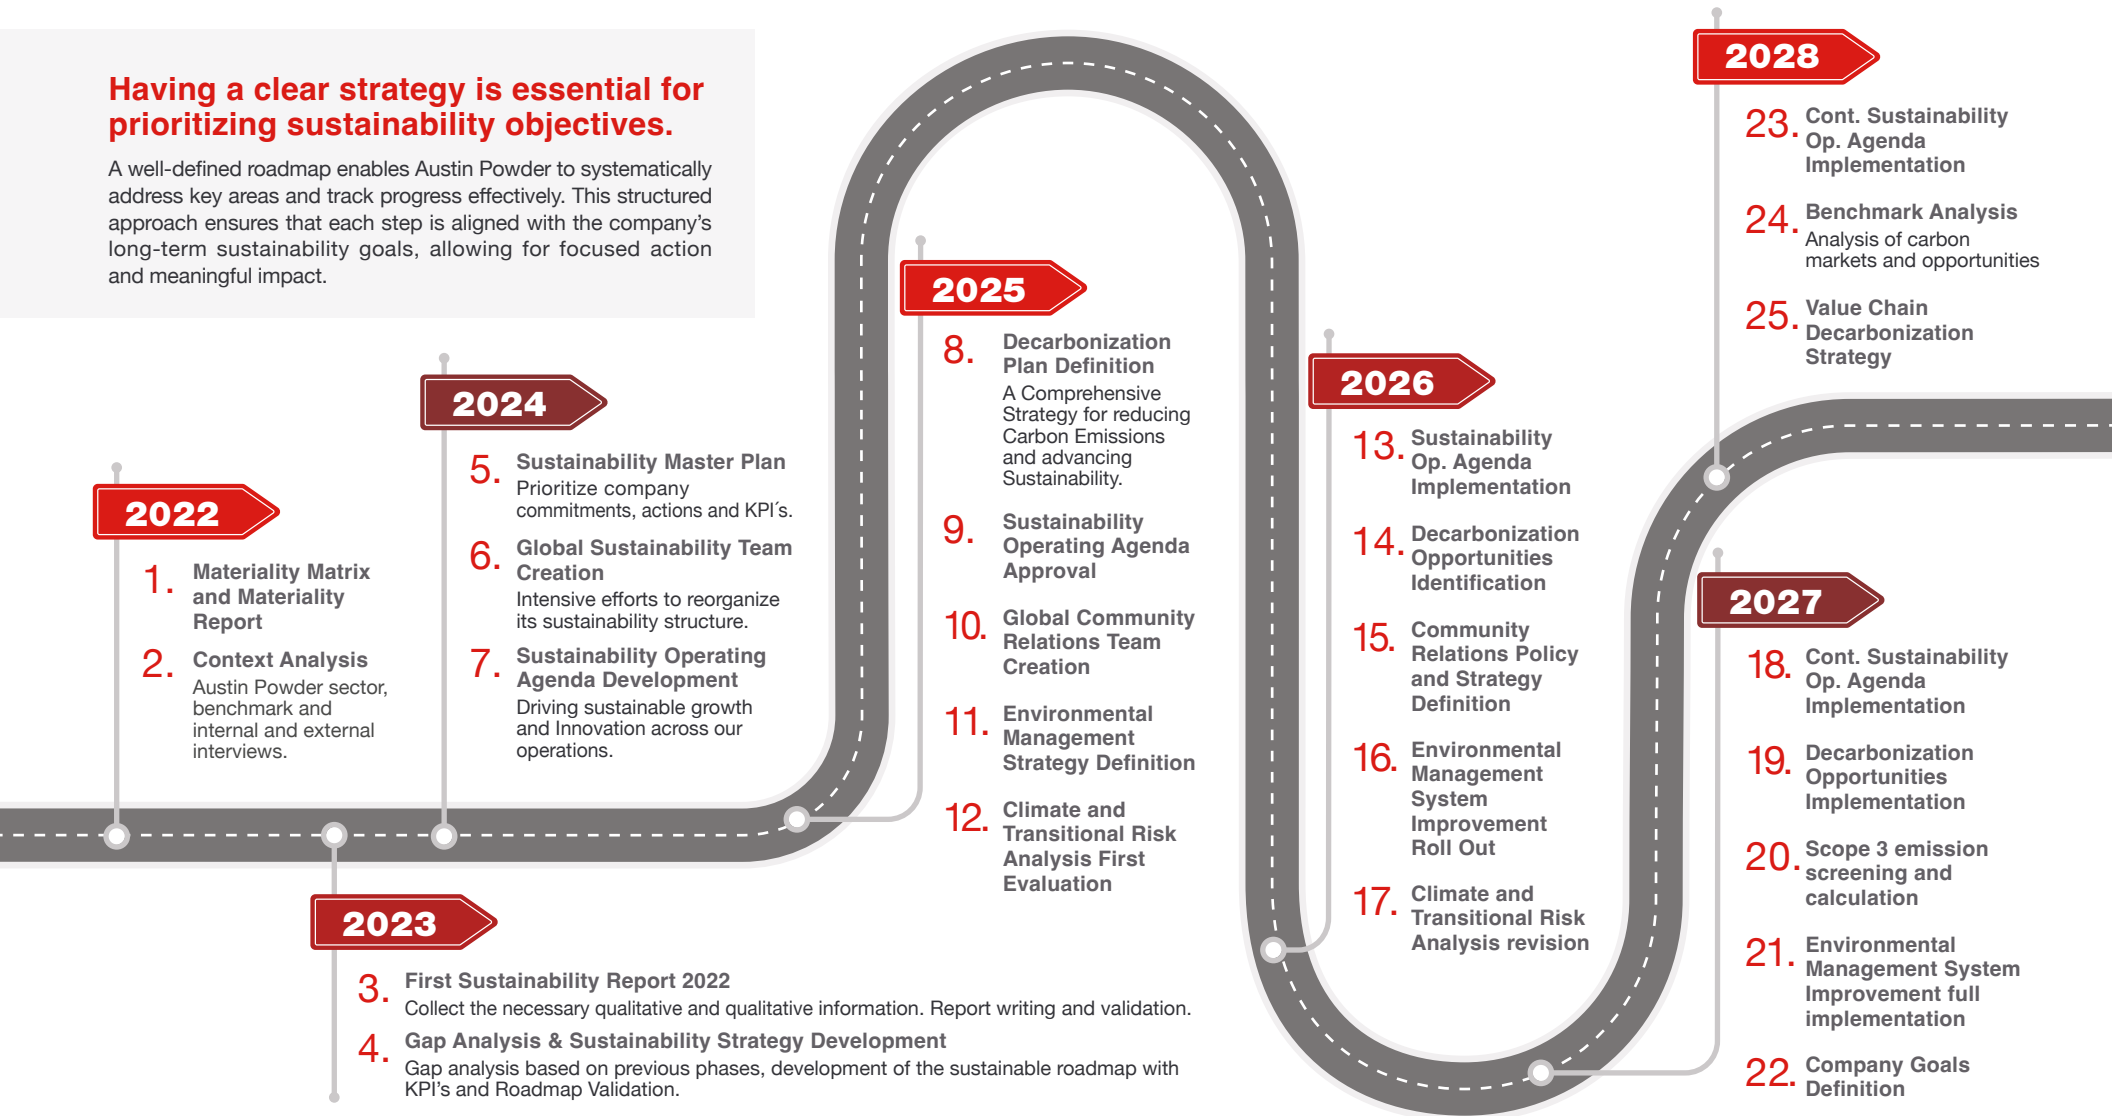 Having a clear strategy is essential for
prioritizing sustainability objectives.
A well-defined roadmap enables Austin Powder to systematically
address key areas and track progress effectively. This structured
approach ensures that each step is aligned with the company’s
long-term sustainability goals, allowing for focused action
and meaningful impact.
2022
1. Materiality Matrix
and Materiality
Report
2. Context Analysis
Austin Powder sector,
benchmark and
internal and external
interviews.
2023
3. First Sustainability Report 2022
Collect the necessary qualitative and qualitative information. Report writing and validation.
4. Gap Analysis & Sustainability Strategy Development
Gap analysis based on previous phases, development of the sustainable roadmap with
KPI’s and Roadmap Validation.
2024
5. Sustainability Master Plan
Prioritize company
commitments, actions and KPI´s.
6. Global Sustainability Team
Creation
Intensive efforts to reorganize
its sustainability structure.
7. Sustainability Operating
Agenda Development
Driving sustainable growth
and Innovation across our
operations.
2025
8. Decarbonization
Plan Definition
A Comprehensive
Strategy for reducing
Carbon Emissions
and advancing
Sustainability.
9. Sustainability
Operating Agenda
Approval
10. Global Community
Relations Team
Creation
11. Environmental
Management
Strategy Definition
12. Climate and
Transitional Risk
Analysis First
Evaluation
2026
13. Sustainability
Op. Agenda
Implementation
14. Decarbonization
Opportunities
Identification
15. Community
Relations Policy
and Strategy
Definition
16. Environmental
Management
System
Improvement
Roll Out
17. Climate and
Transitional Risk
Analysis revision
2027
18. Cont. Sustainability
Op. Agenda
Implementation
19. Decarbonization
Opportunities
Implementation
20. Scope 3 emission
screening and
calculation
21. Environmental
Management System
Improvement full
implementation
22. Company Goals
Definition
2028
23. Cont. Sustainability
Op. Agenda
Implementation
24. Benchmark Analysis
Analysis of carbon
markets and opportunities
25. Value Chain
Decarbonization
Strategy